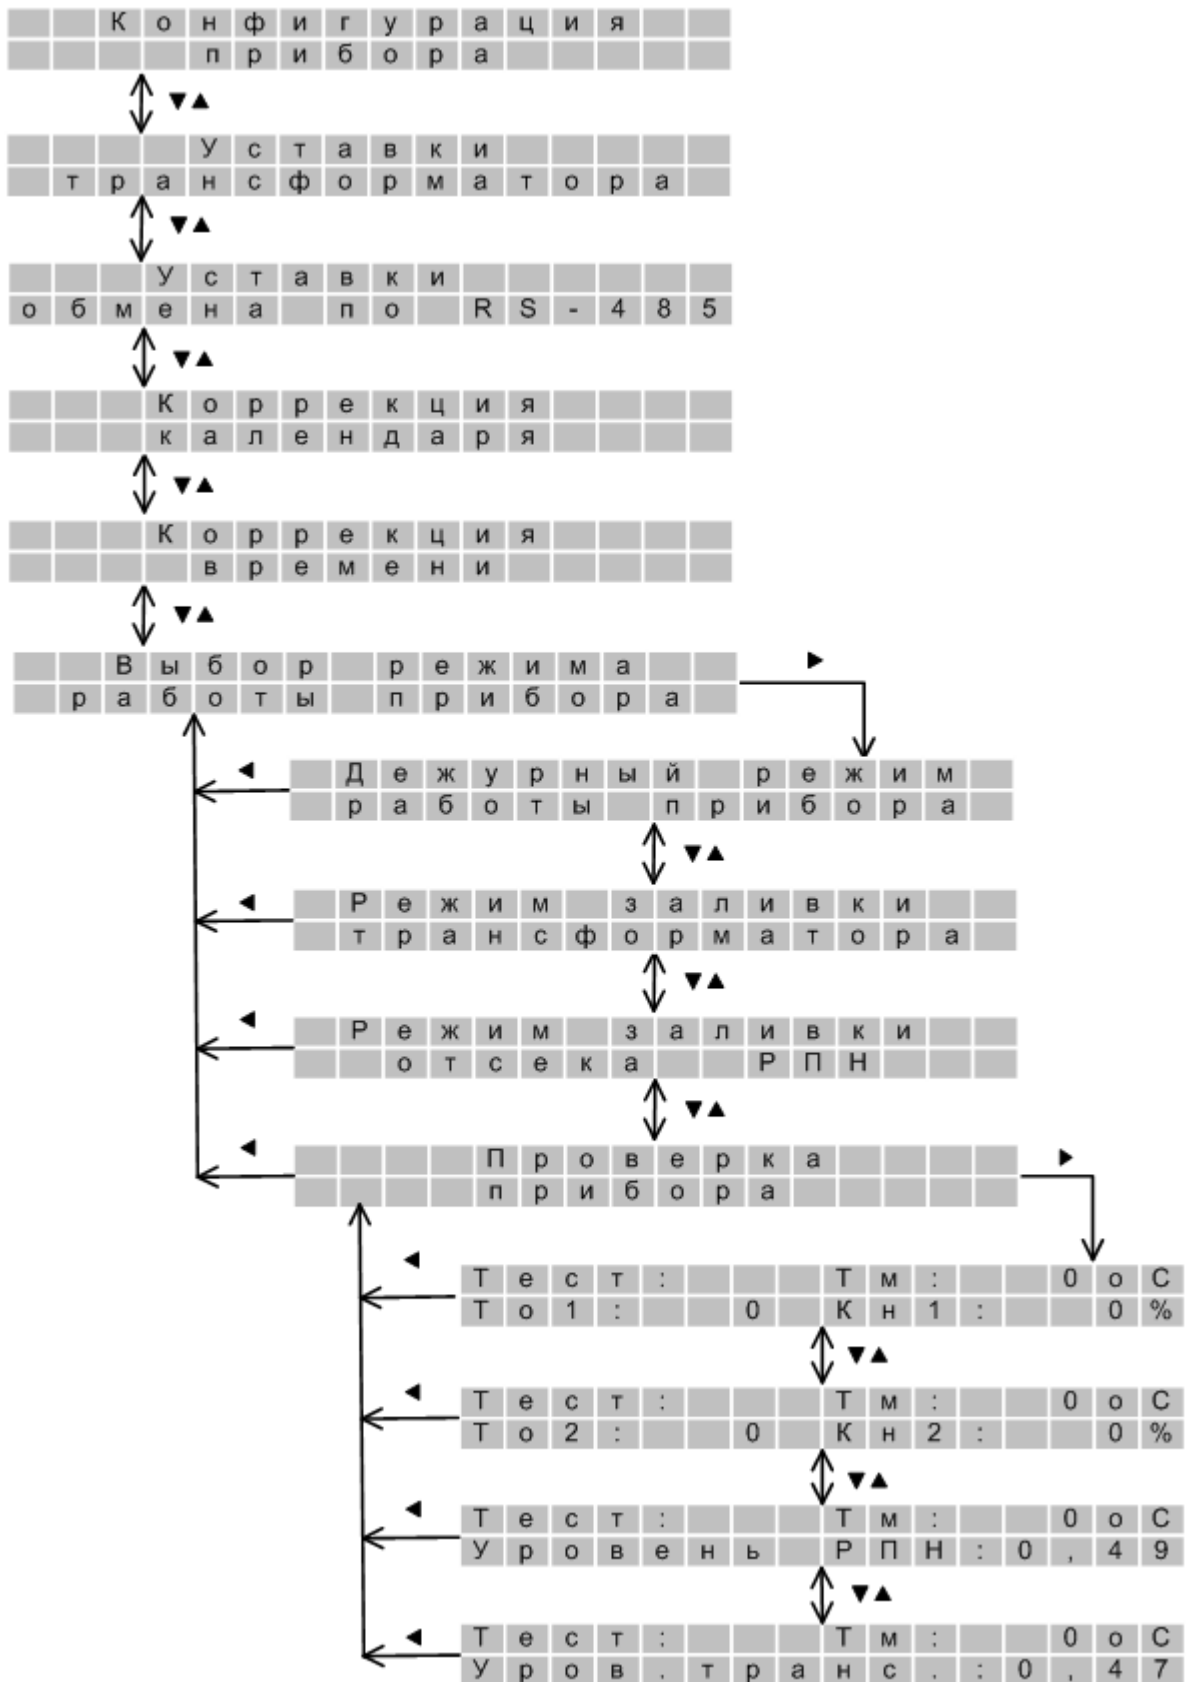 Конфигурация
прибора
▼▲
Уставки
трансформатора
▼▲
Уставки
обмена по RS-485
▼▲
Коррекция
календаря
▼▲
Коррекция
времени
▼▲
Выбор режима
работы прибора
►
◄
Дежурный режим
работы прибора
▼▲
◄
Режим заливки
трансформатора
▼▲
◄
Режим заливки
отсека РПН
▼▲
◄
Проверка
прибора
►
◄
Тест: Тм: 0оС
То1: 0 Кн1: 0%
▼▲
◄
Тест: Тм: 0оС
То2: 0 Кн2: 0%
▼▲
◄
Тест: Тм: 0оС
Уровень РПН:0,49
▼▲
◄
Тест: Тм: 0оС
Уров.транс.:0,47